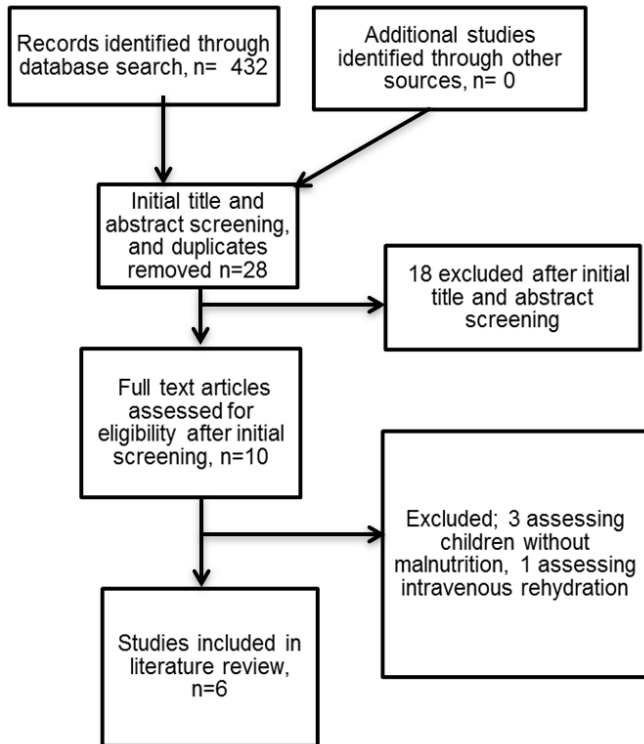 Records identified through
database search, n= 432
Additional studies
identified through other
sources, n= 0
Initial title and
abstract screening,
and duplicates
removed n=28
18 excluded after initial
title and abstract
screening
Full text articles
assessed for
eligibility after initial
screening, n=10
Excluded; 3 assessing
children without
malnutrition, 1 assessing
intravenous rehydration
Studies included in
literature review,
n=6